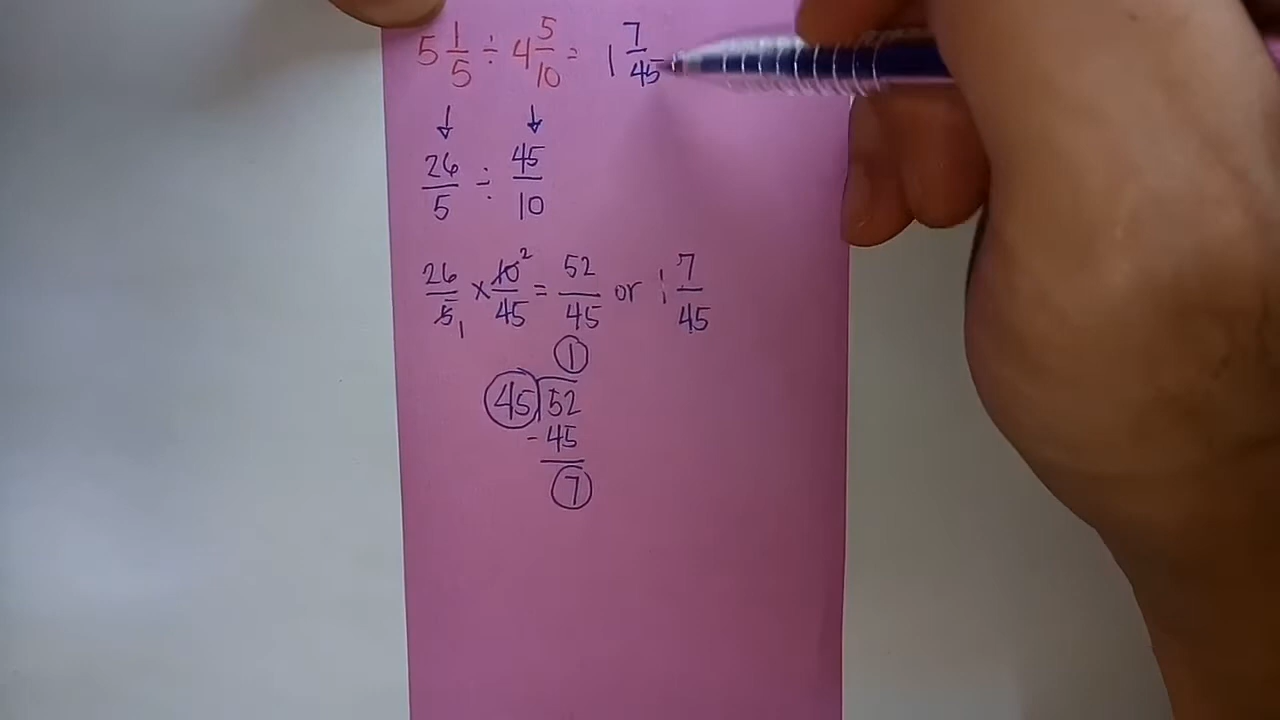 5 1/5 ÷ 4 5/10 = 1 7/45
↓ ↓
26/5 ÷ 45/10
26/5 1 × 10 2/45 = 52/45 or 1 7/45
1
45 52
- 45
7